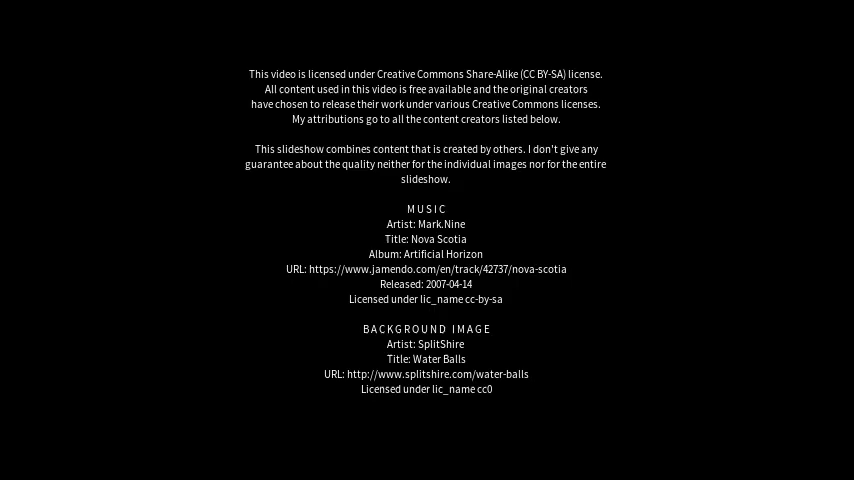 This video is licensed under Creative Commons Share-Alike (CC BY-SA) license.
All content used in this video is free available and the original creators
have chosen to release their work under various Creative Commons licenses.
My attributions go to all the content creators listed below.
This slideshow combines content that is created by others. I don't give any
guarantee about the quality neither for the individual images nor for the entire
slideshow.
MUSIC
Artist: Mark.Nine
Title: Nova Scotia
Album: Artificial Horizon
URL: https://www.jamendo.com/en/track/42737/nova-scotia
Released: 2007-04-14
Licensed under lic_name cc-by-sa
BACKGROUND IMAGE
Artist: SplitShire
Title: Water Balls
URL: http://www.splitshire.com/water-balls
Licensed under lic_name cc0